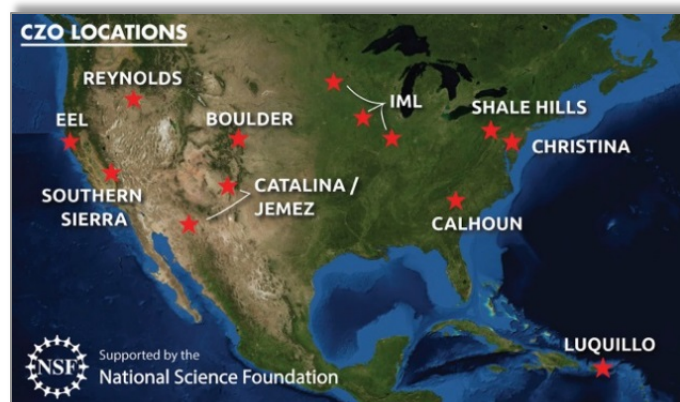 CZO LOCATIONS
REYNOLDS
EEL
BOULDER
IML
SHALE HILLS
CHRISTINA
SOUTHERN
SIERRA
CATALINA /
JEMEZ
CALHOUN
LUQUILLO
NSF
Supported by the
National Science Foundation